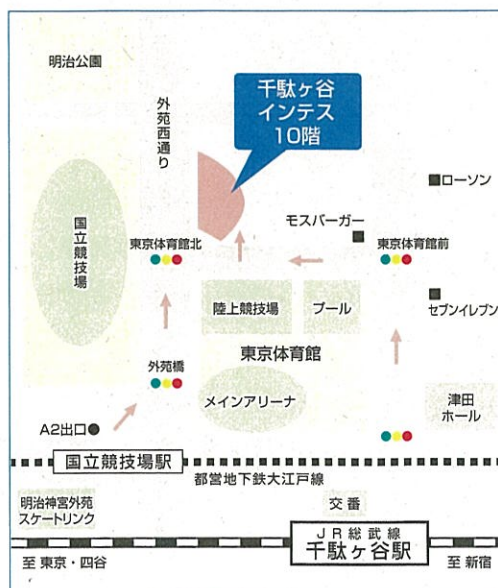 明治公園
外苑西通り
千駄ヶ谷
インテス
10階
ローソン
モスバーガー
国立競技場
東京体育館北
東京体育館前
陸上競技場
プール
セブンイレブン
東京体育館
外苑橋
メインアリーナ
津田
ホール
A2出口
国立競技場駅
都営地下鉄大江戸線
明治神宮外苑
スケートリンク
交番
JR総武線
千駄ヶ谷駅
至 東京・四谷
至 新宿